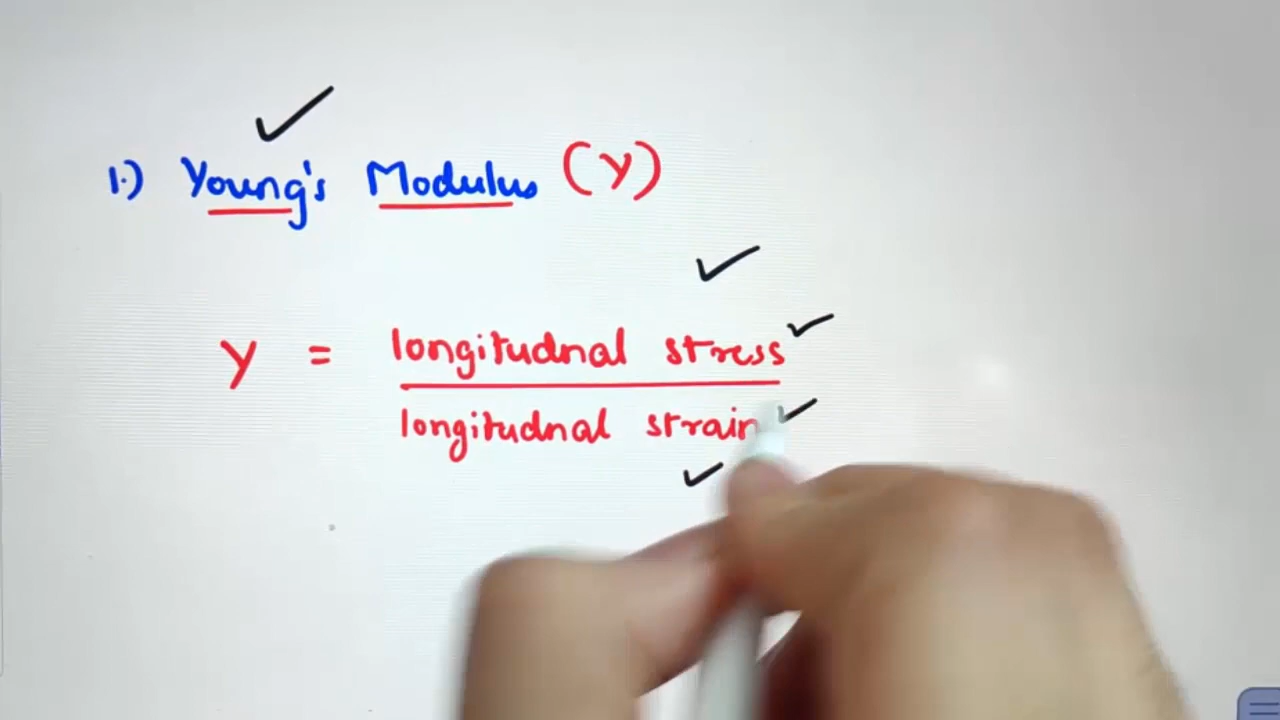 1.) Young's Modulus (Y)
Y = longitudnal stress
longitudnal strain